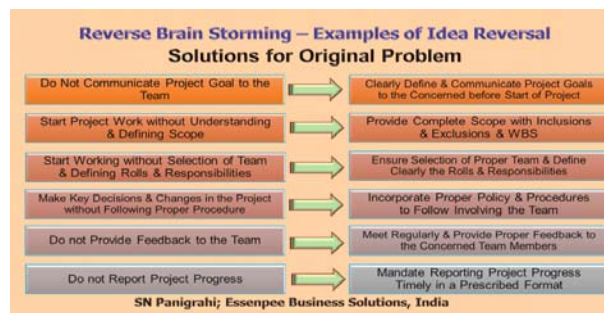 Reverse Brain Storming – Examples of Idea Reversal
Solutions for Original Problem
Do Not Communicate Project Goal to the
Team
Clearly Define & Communicate Project Goals
to the Concerned before Start of Project
Start Project Work without Understanding
& Defining Scope
Provide Complete Scope with Inclusions
& Exclusions & WBS
Start Working without Selection of Team
& Defining Rolls & Responsibilities
Ensure Selection of Proper Team & Define
Clearly the Rolls & Responsibilities
Make Key Decisions & Changes in the Project
without Following Proper Procedure
Incorporate Proper Policy & Procedures
to Follow Involving the Team
Do not Provide Feedback to the Team
Meet Regularly & Provide Proper Feedback to
the Concerned Team Members
Do not Report Project Progress
Mandate Reporting Project Progress
Timely in a Prescribed Format
SN Panigrahi; Essenpee Business Solutions, India